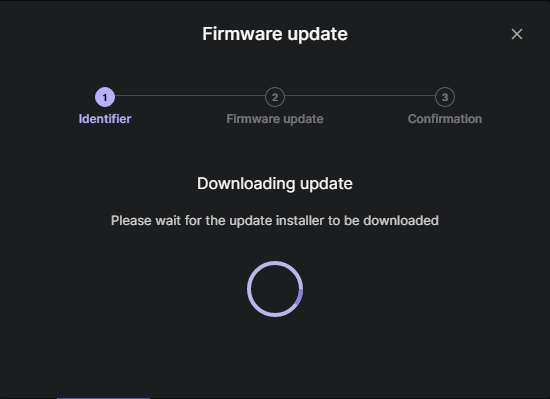 Firmware update
1
2
3
Identifier
Firmware update
Confirmation
Downloading update
Please wait for the update installer to be downloaded